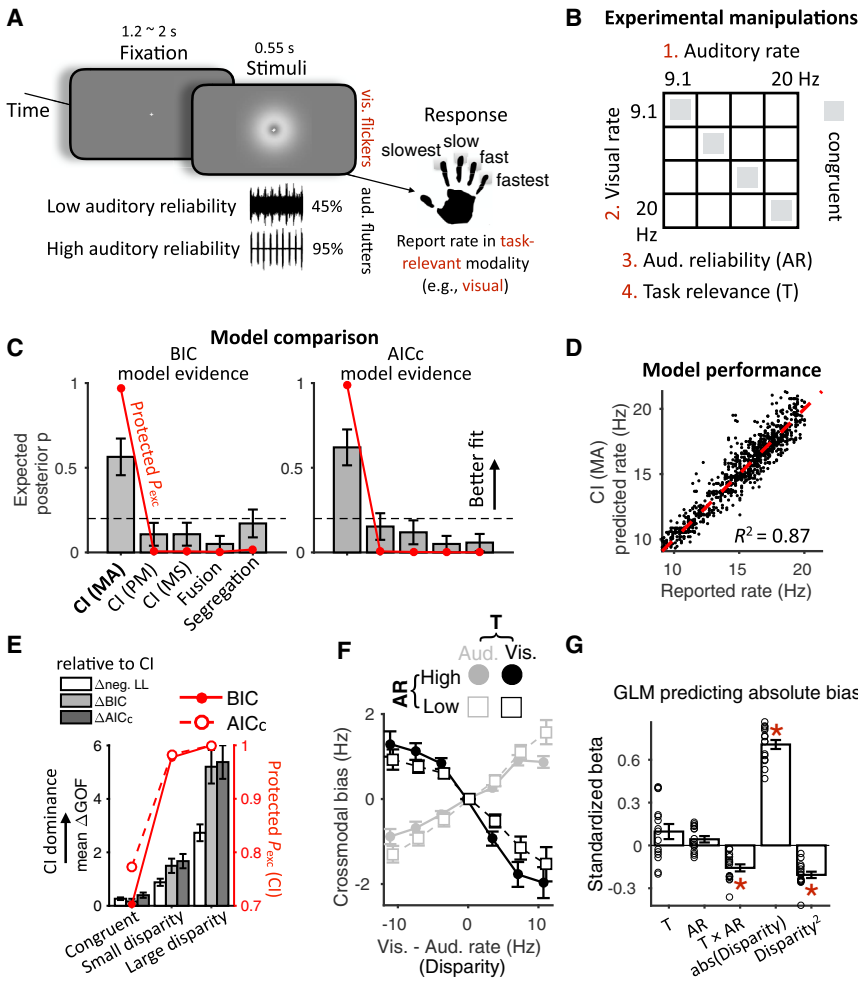 A
1.2 ~ 2 s
Fixation
0.55 s
Stimuli
Time
vis. flickers
aud. flutters
Low auditory reliability
45%
High auditory reliability
95%
Response
slowest
slow
fast
fastest
Report rate in task-
relevant modality
(e.g., visual)
B
Experimental manipulations
1. Auditory rate
9.1
20 Hz
2. Visual rate
9.1
20
Hz
congruent
3. Aud. reliability (AR)
4. Task relevance (T)
C
Model comparison
BIC
model evidence
AICc
model evidence
Expected
posterior p
1
0.5
0
Protected Pexc
1
0.5
0
Better fit
CI (MA)
CI (PM)
CI (MS)
Fusion
Segregation
D
Model performance
CI (MA)
predicted rate (Hz)
20
15
10
R² = 0.87
10
15
20
Reported rate (Hz)
E
relative to CI
Δneg. LL
ΔBIC
ΔAICc
BIC
AICc
CI dominance
mean ΔGOF
6
4
2
0
1
0.9
0.8
0.7
Protected Pexc (CI)
Congruent
Small disparity
Large disparity
F
T
Aud.
Vis.
AR
High
Low
Crossmodal bias (Hz)
2
0
-2
-10
0
10
Vis. - Aud. rate (Hz)
(Disparity)
G
GLM predicting absolute bias
Standardized beta
0.6
0.3
0
-0.3
*
*
*
T
AR
T × AR
abs(Disparity)
Disparity²